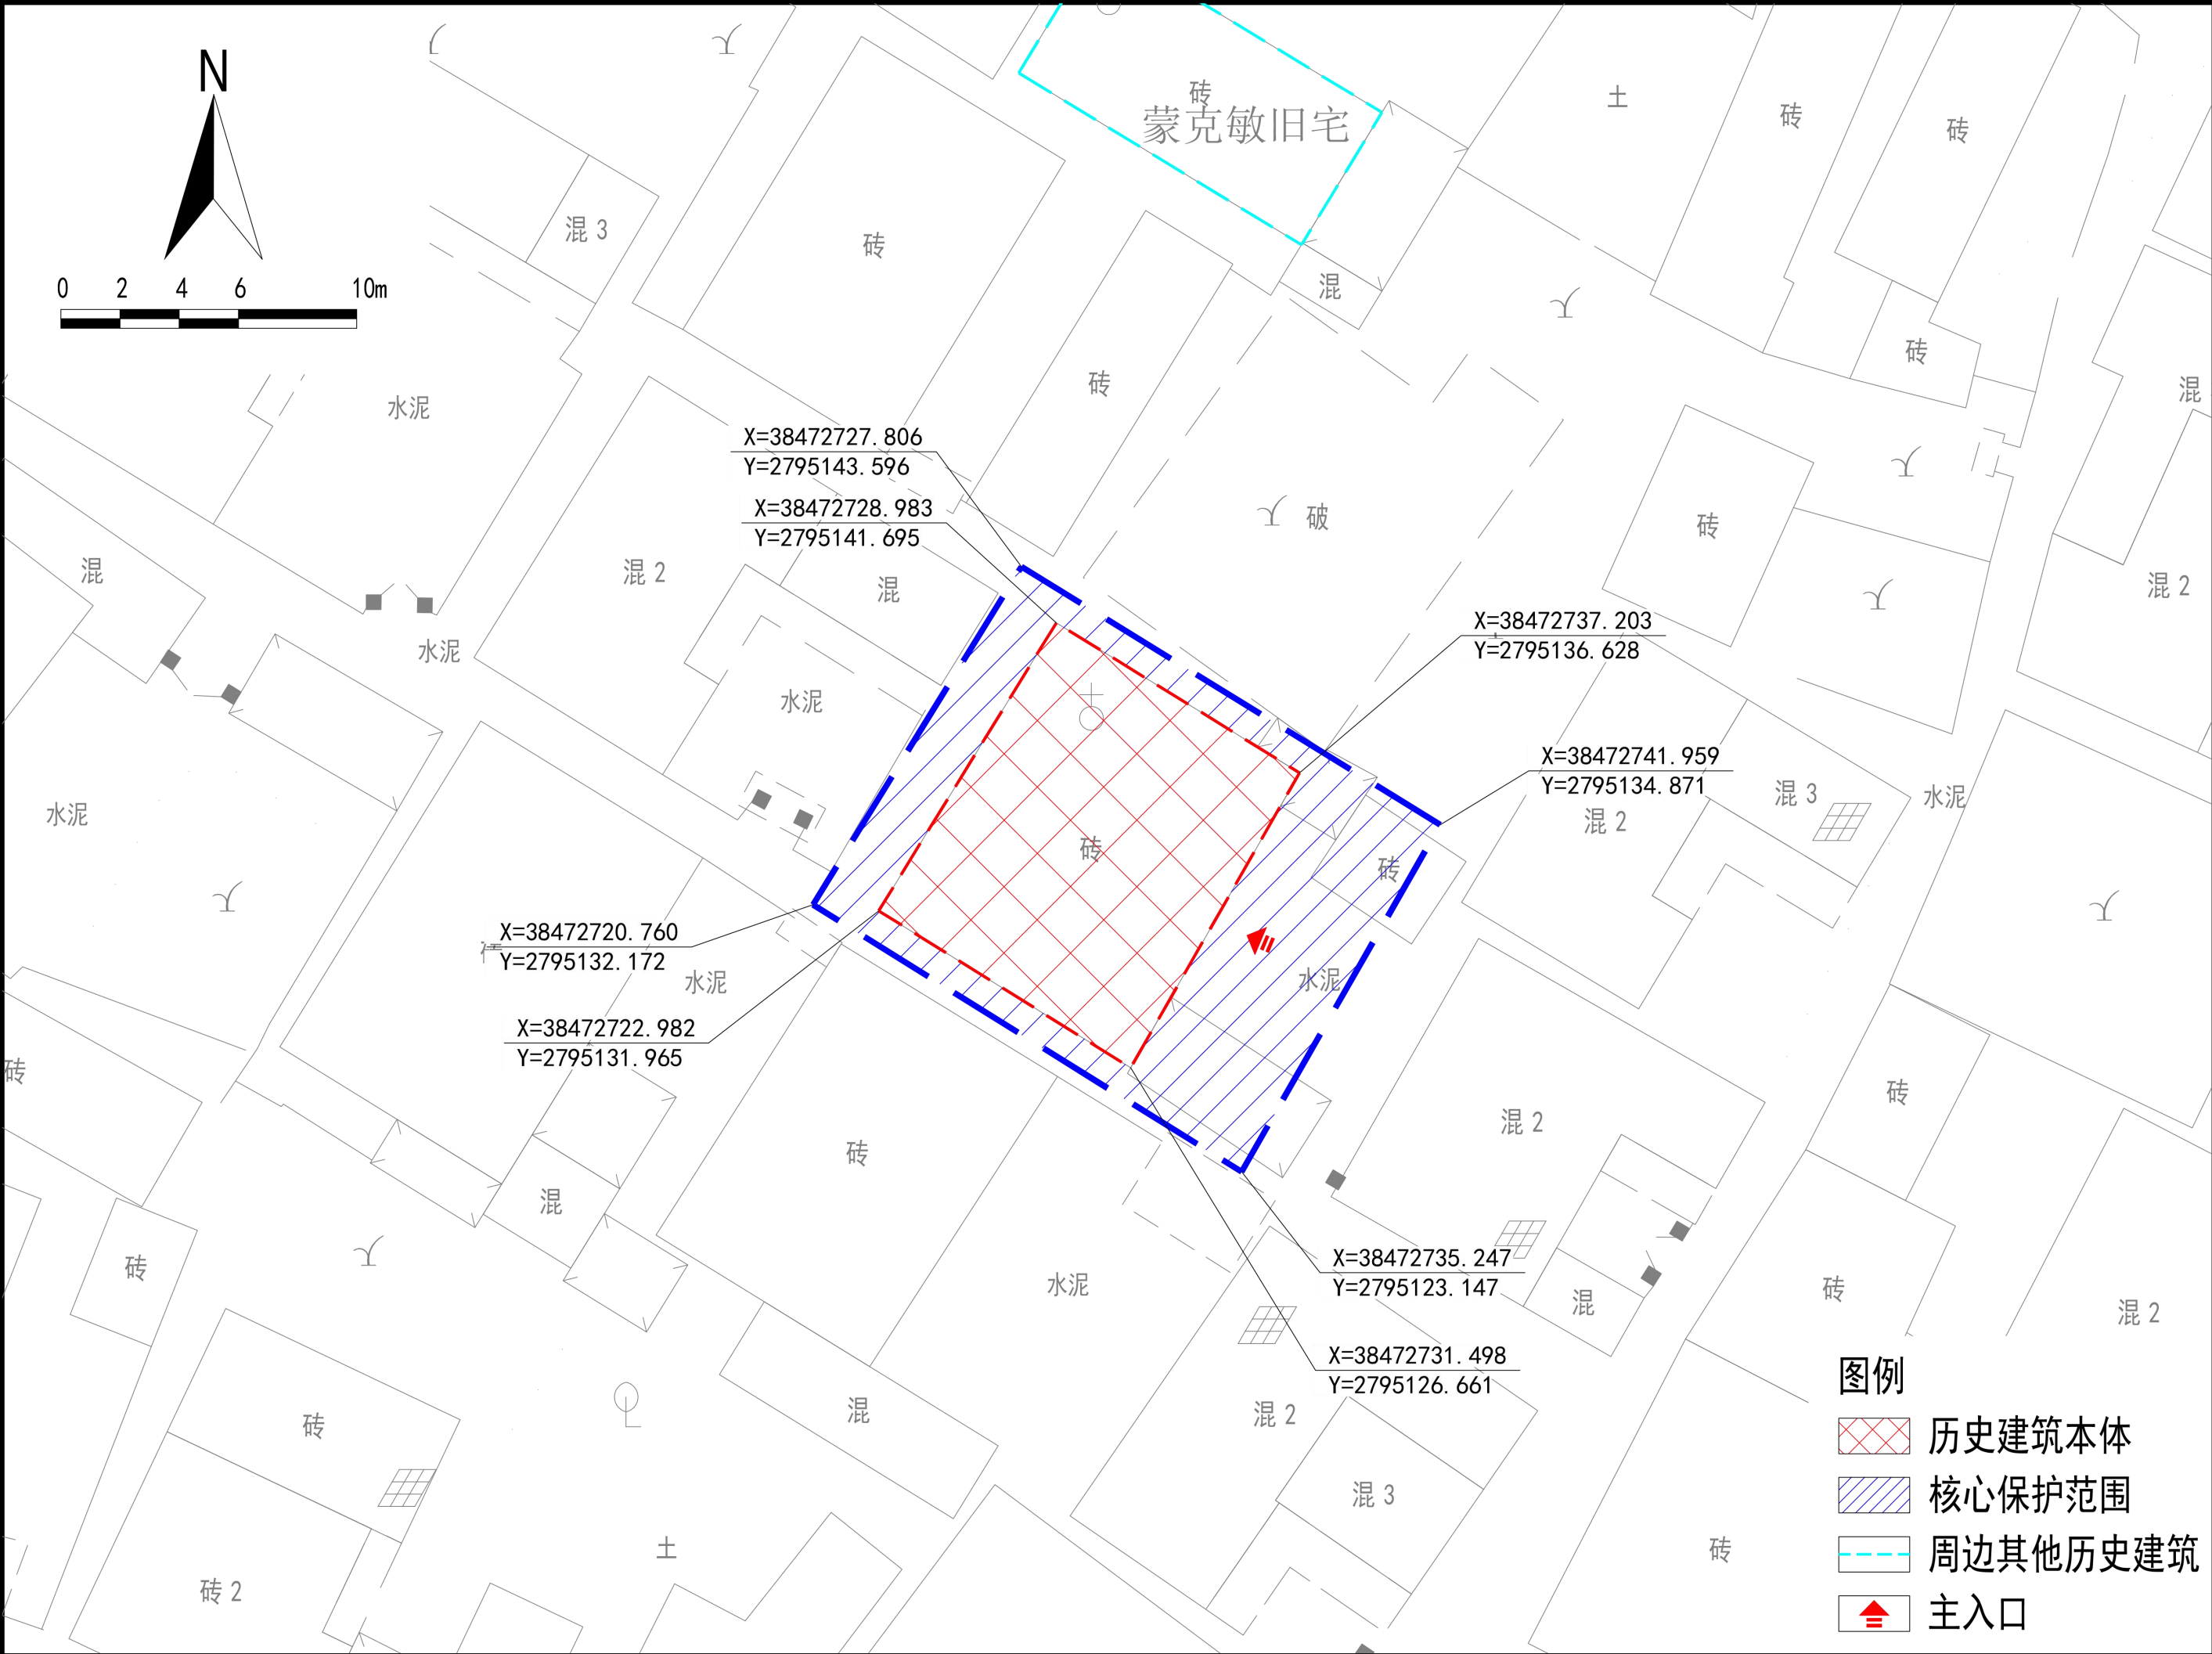 N
0 2 4 6 10m
砖
蒙克敏旧宅
土
砖
砖
混 3
砖
混
砖
砖
混
水泥
X=38472727.806
Y=2795143.596
X=38472728.983
Y=2795141.695
破
砖
混
混 2
混
混 2
水泥
X=38472737.203
Y=2795136.628
水泥
X=38472741.959
Y=2795134.871
水泥
混 2
混 3
水泥
砖
砖
X=38472720.760
Y=2795132.172
水泥
水泥
X=38472722.982
Y=2795131.965
砖
砖
混 2
砖
混
砖
水泥
X=38472735.247
Y=2795123.147
混
砖
混 2
X=38472731.498
Y=2795126.661
图例
砖
混
混 2
历史建筑本体
混 3
核心保护范围
土
砖
周边其他历史建筑
砖 2
主入口